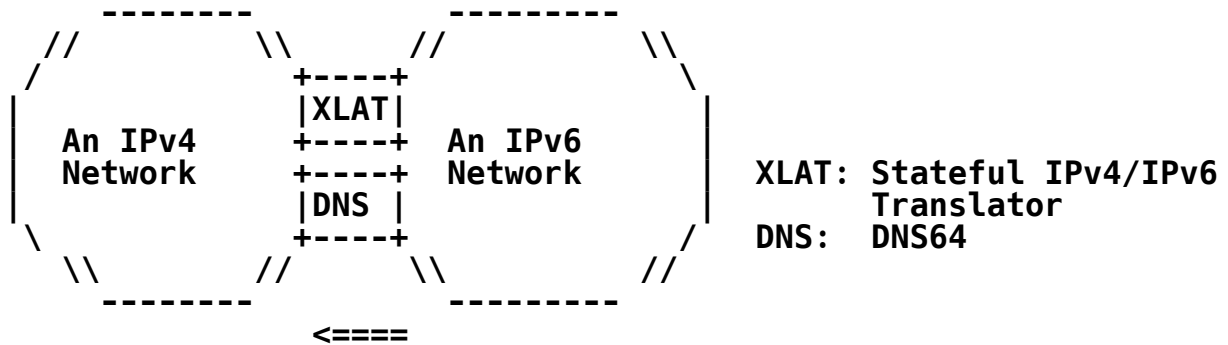 --------          ---------
//        \\      //         \\
/             +----+              \
|              |XLAT|               |
|  An IPv4     +----+  An IPv6      |
|  Network     +----+  Network      |  XLAT: Stateful IPv4/IPv6
|              |DNS |               |        Translator
\             +----+              /   DNS:  DNS64
\\        //      \\         //
--------          ---------
<====